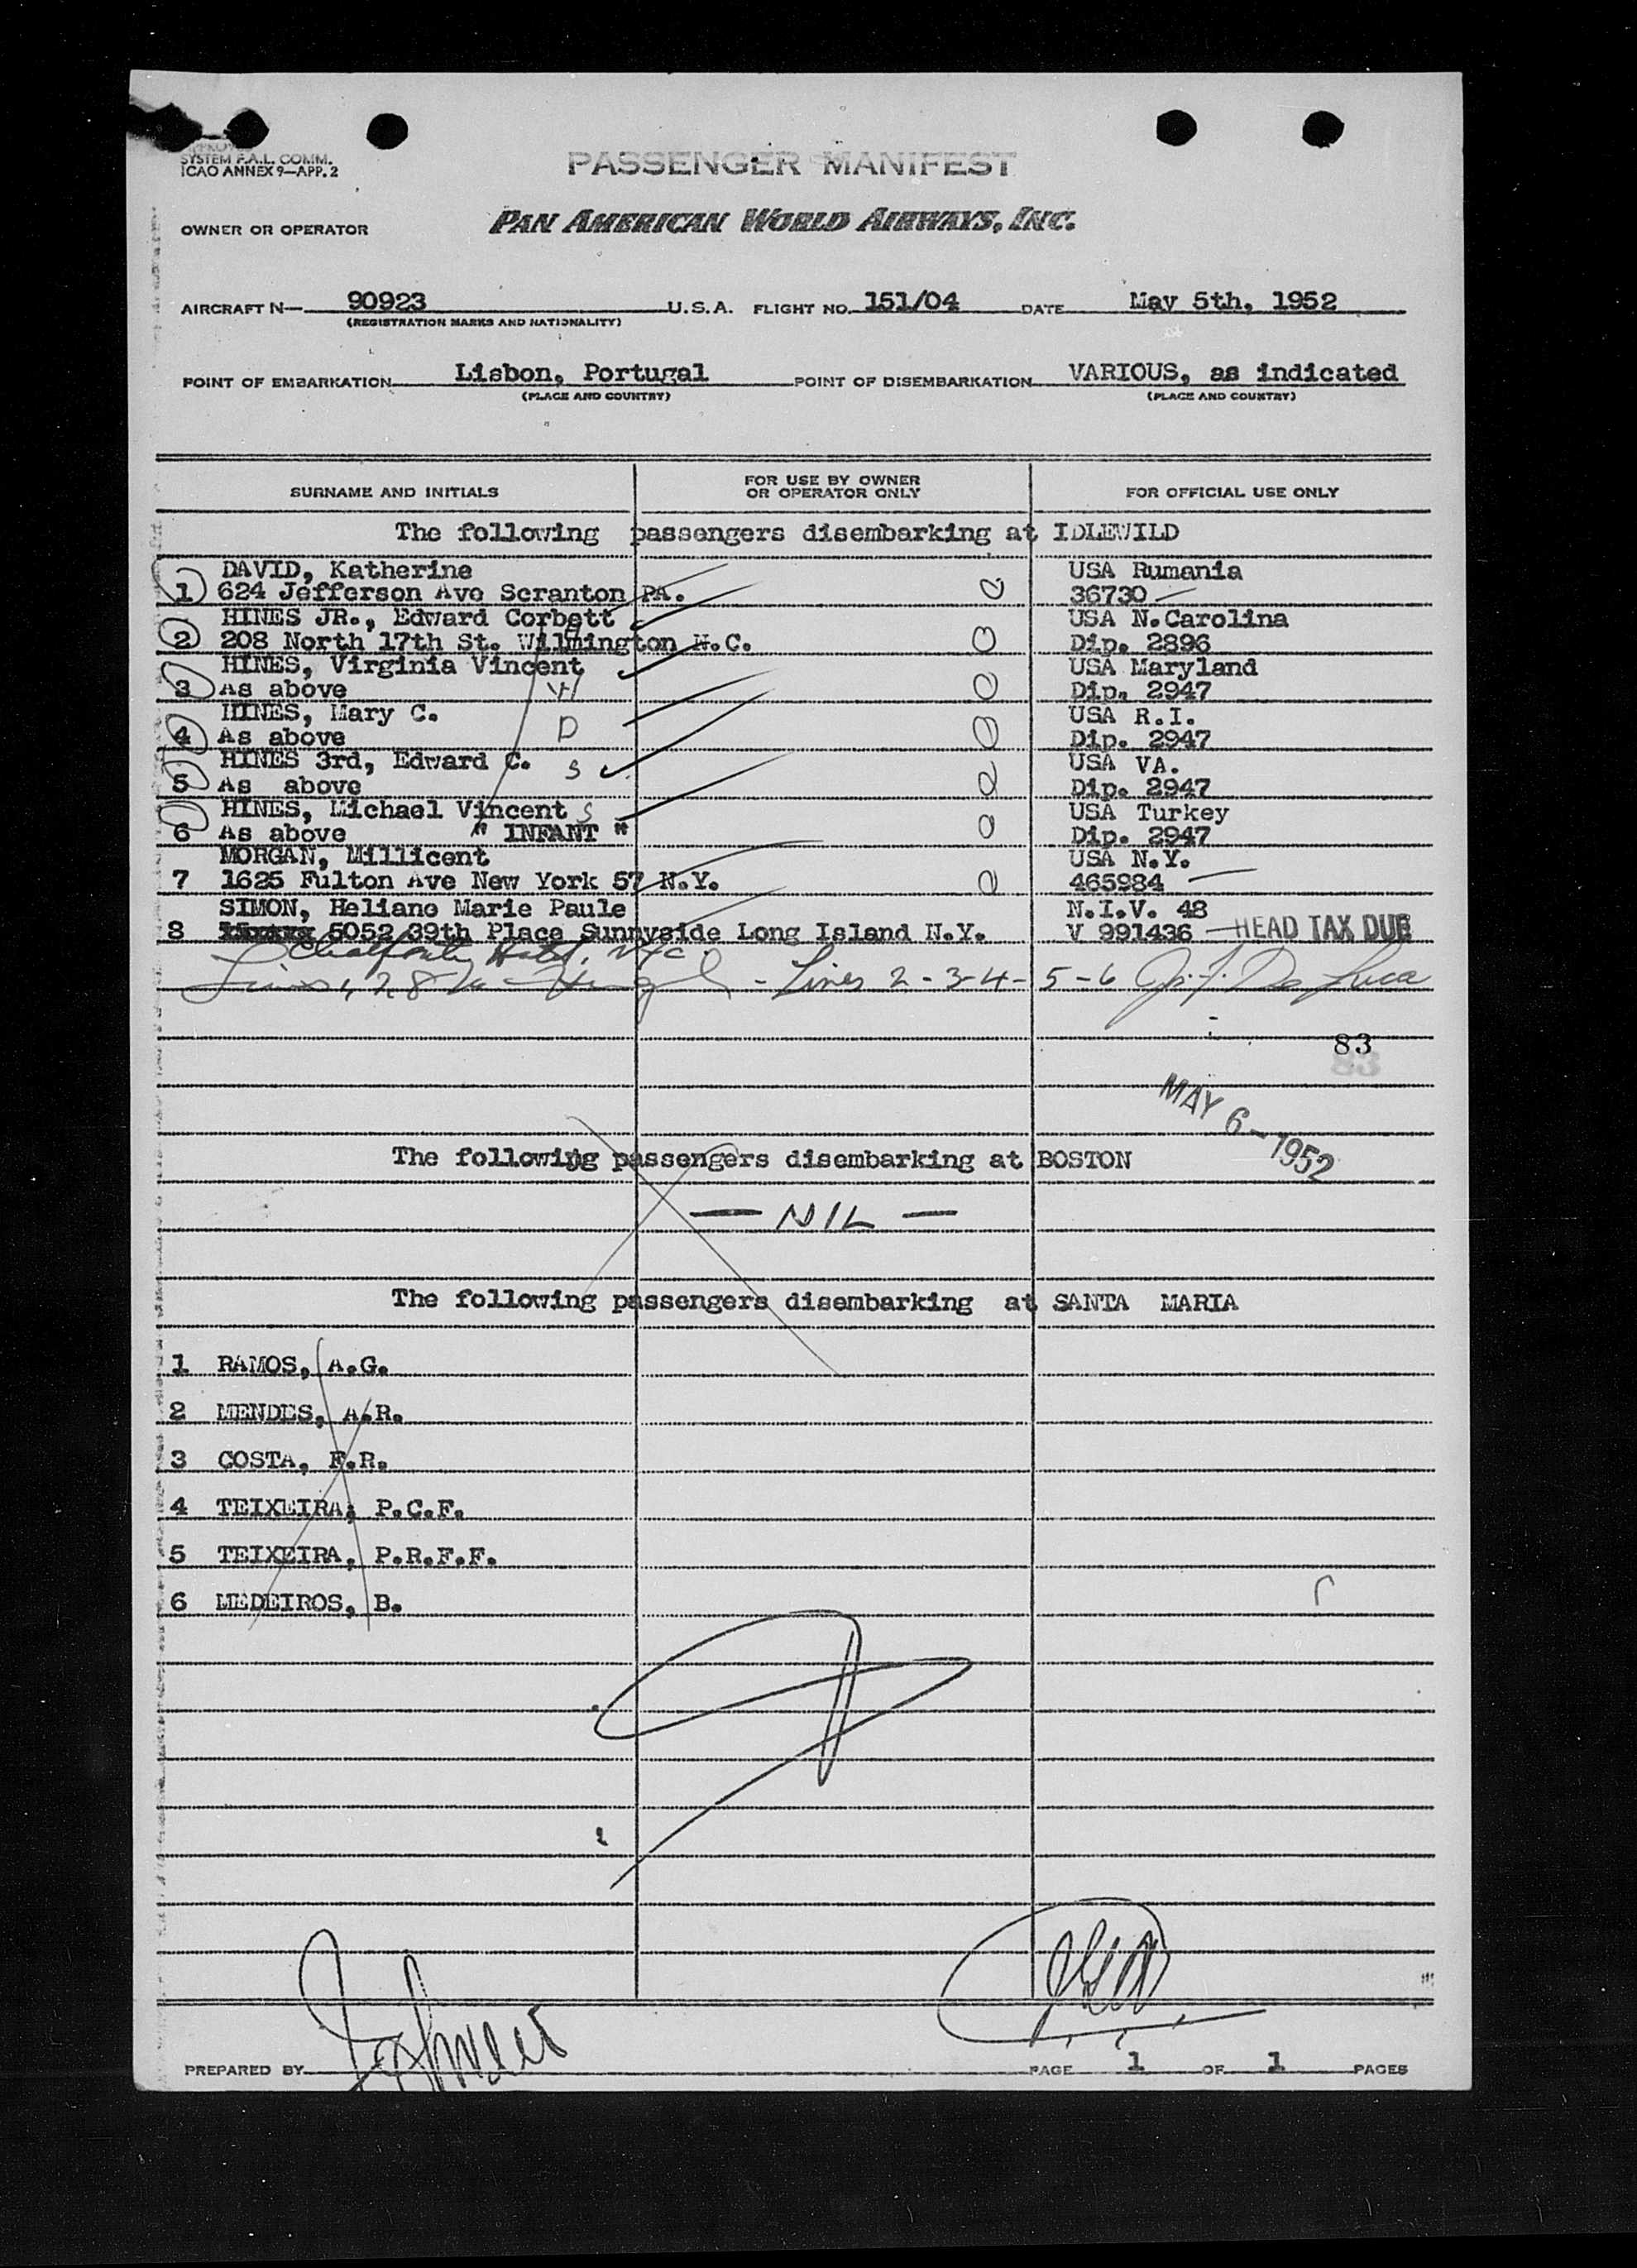 SYSTEM F.A.L. COMM.
ICAO ANNEX 9—APP. 2
PASSENGER MANIFEST
OWNER OR OPERATOR PAN AMERICAN WORLD AIRWAYS, INC.
AIRCRAFT N— 90923 U.S.A. FLIGHT NO. 151/04 DATE May 5th, 1952
(REGISTRATION MARKS AND NATIONALITY)
POINT OF EMBARKATION Lisbon, Portugal POINT OF DISEMBARKATION VARIOUS, as indicated
(PLACE AND COUNTRY) (PLACE AND COUNTRY)
SURNAME AND INITIALS FOR USE BY OWNER OR OPERATOR ONLY FOR OFFICIAL USE ONLY
The following passengers disembarking at IDLEWILD
DAVID, Katherine USA Rumania
1 624 Jefferson Ave Scranton PA. 36730
HINES JR., Edward Corbett USA N.Carolina
2 208 North 17th St. Wilmington N.C. Dip. 2896
HINES, Virginia Vincent USA Maryland
3 As above W Dip. 2947
HINES, Mary C. USA R.I.
4 As above D Dip. 2947
HINES 3rd, Edward C. S USA VA.
5 As above Dip. 2947
HINES, Michael Vincent S USA Turkey
6 As above " INFANT " Dip. 2947
MORGAN, Millicent USA N.Y.
7 1625 Fulton Ave New York 57 N.Y. 465984
SIMON, Heliane Marie Paule N.I.V. 48
8 5052 39th Place Sunnyside Long Island N.Y. V 991436 HEAD TAX DUE
Hotel, NYC
Lines 1, 7, 8 - Lines 2-3-4-5-6 De Luca
83
83
MAY 6-1952
The following passengers disembarking at BOSTON
— NIL —
The following passengers disembarking at SANTA MARIA
1 RAMOS, A.G.
2 MENDES, A.R.
3 COSTA, F.R.
4 TEIXEIRA, P.C.F.
5 TEIXEIRA, P.R.F.F.
6 MEDEIROS, B.
PREPARED BY PAGE 1 OF 1 PAGES